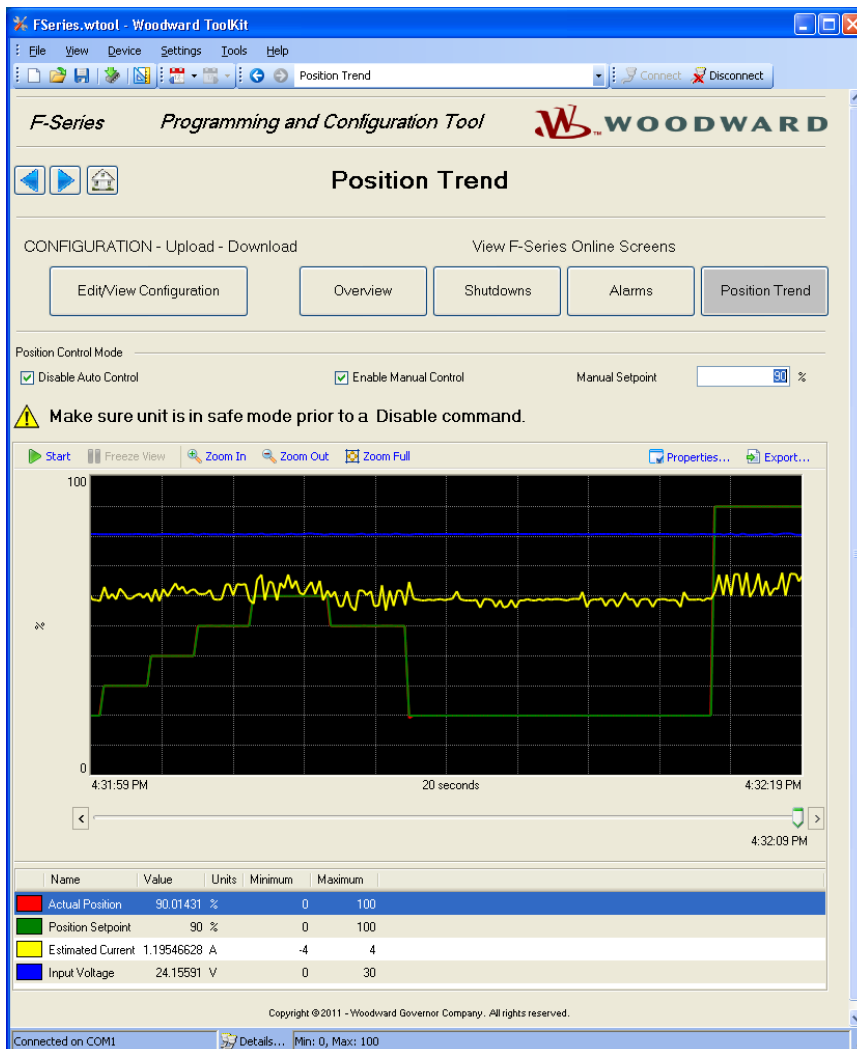 FSeries.wtool - Woodward ToolKit
File View Device Settings Tools Help
Position Trend Connect Disconnect
F-Series Programming and Configuration Tool WOODWARD
Position Trend
CONFIGURATION - Upload - Download View F-Series Online Screens
Edit/View Configuration Overview Shutdowns Alarms Position Trend
Position Control Mode
Disable Auto Control Enable Manual Control Manual Setpoint 90 %
Make sure unit is in safe mode prior to a Disable command.
Start Freeze View Zoom In Zoom Out Zoom Full Properties... Export...
100
%
0
4:31:59 PM 20 seconds 4:32:19 PM
< >
4:32:09 PM
Name Value Units Minimum Maximum
Actual Position 90.01431 % 0 100
Position Setpoint 90 % 0 100
Estimated Current 1.19546628 A -4 4
Input Voltage 24.15591 V 0 30
Copyright ©2011 - Woodward Governor Company. All rights reserved.
Connected on COM1 Details... Min: 0, Max: 100